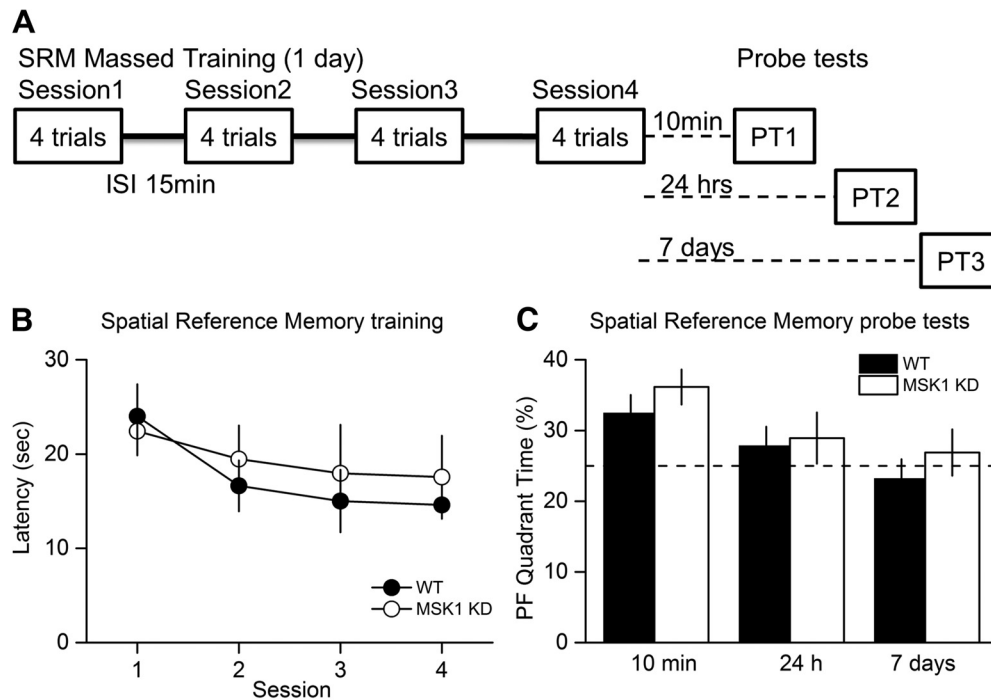 A
SRM Massed Training (1 day)
Probe tests
Session1 Session2 Session3 Session4
4 trials 4 trials 4 trials 4 trials 10min PT1
ISI 15min
24 hrs PT2
7 days PT3
B Spatial Reference Memory training
30
20
10
0
Latency (sec)
WT
MSK1 KD
1 2 3 4
Session
C Spatial Reference Memory probe tests
40
30
20
10
0
PF Quadrant Time (%)
WT
MSK1 KD
10 min 24 h 7 days